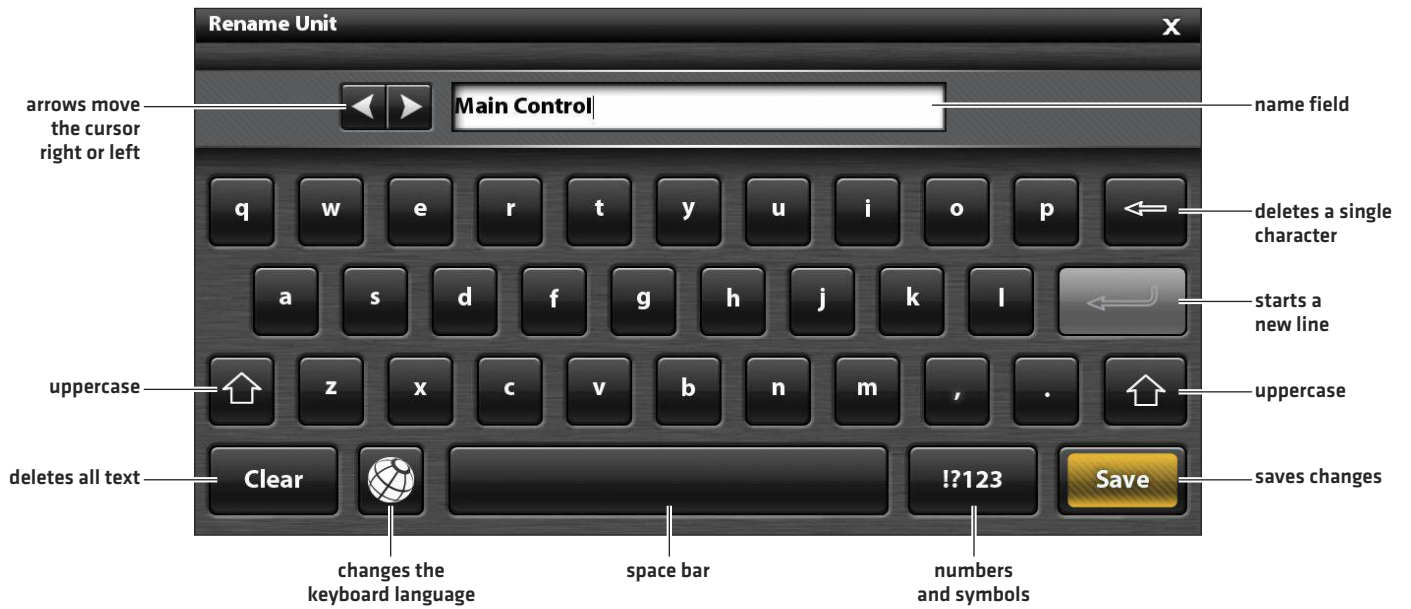 Rename Unit X
arrows move
the cursor
right or left
Main Control
name field
q w e r t y u i o p
deletes a single
character
a s d f g h j k l
starts a
new line
uppercase
z x c v b n m , .
uppercase
deletes all text
Clear
!?123
Save
saves changes
changes the
keyboard language
space bar
numbers
and symbols